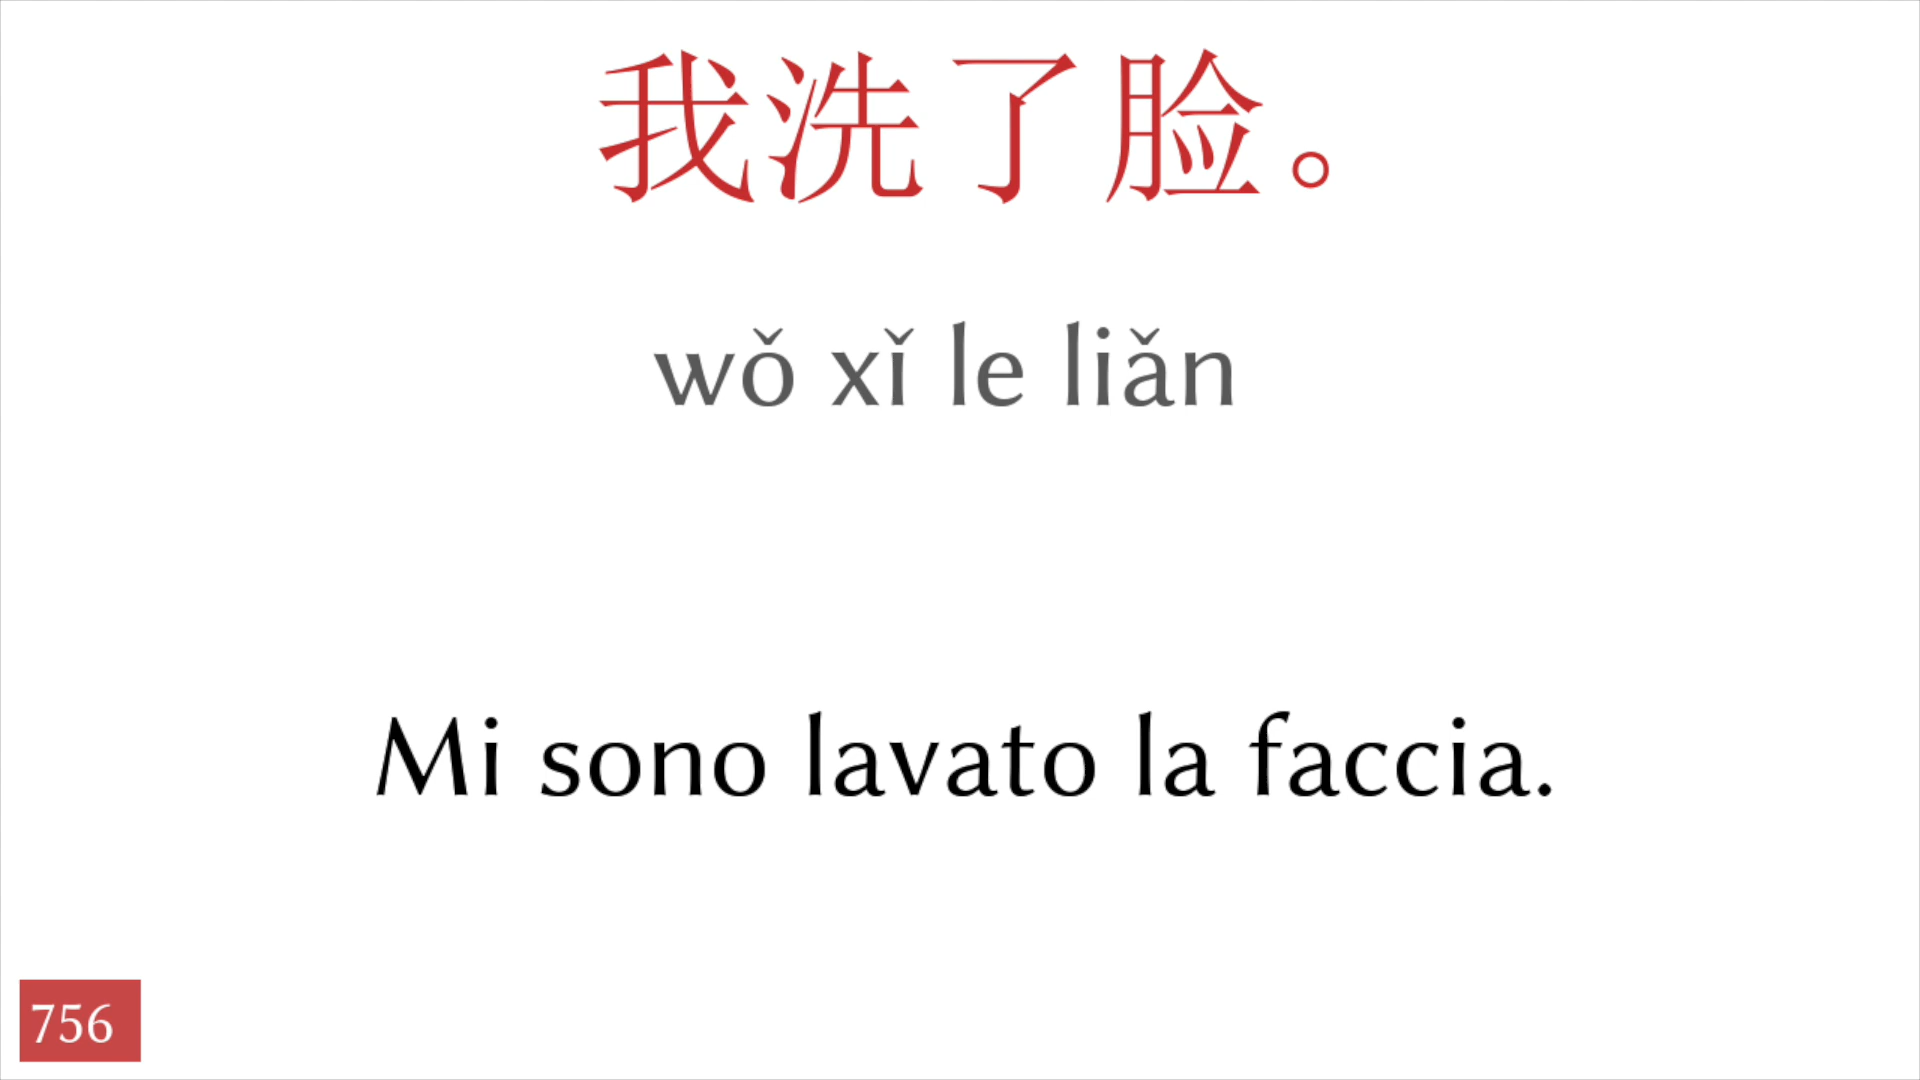 我洗了脸。
wǒ xǐ le liǎn
Mi sono lavato la faccia.
756